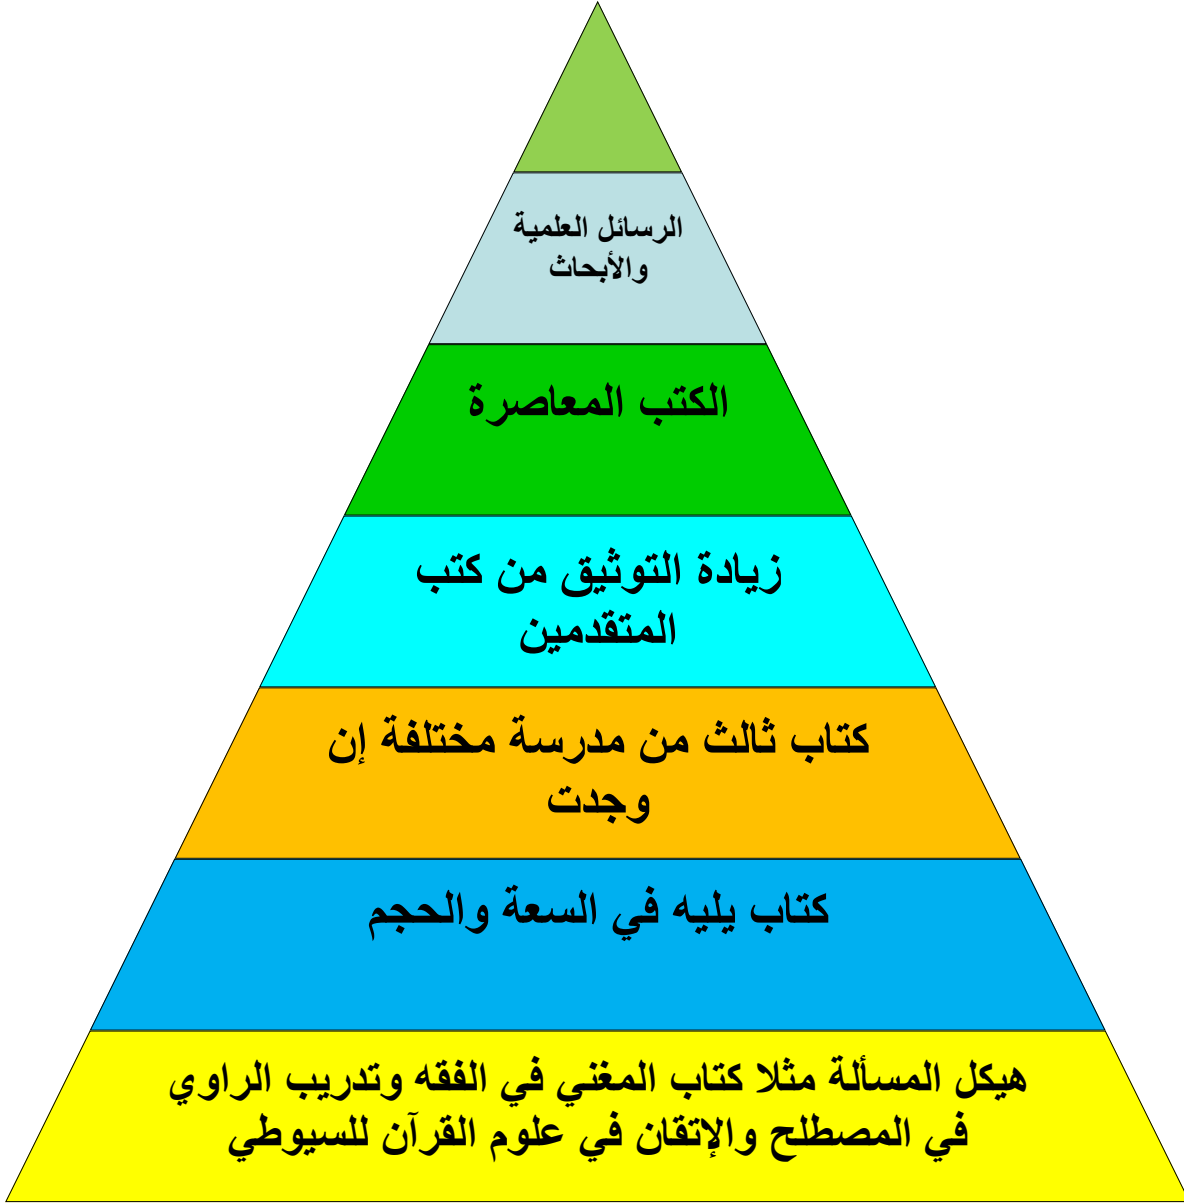 الرسائل العلمية
والأبحاث
الكتب المعاصرة
زيادة التوثيق من كتب
المتقدمين
كتاب ثالث من مدرسة مختلفة إن
وجدت
كتاب يليه في السعة والحجم
هيكل المسألة مثلا كتاب المغني في الفقه وتدريب الراوي
في المصطلح والإتقان في علوم القرآن للسيوطي